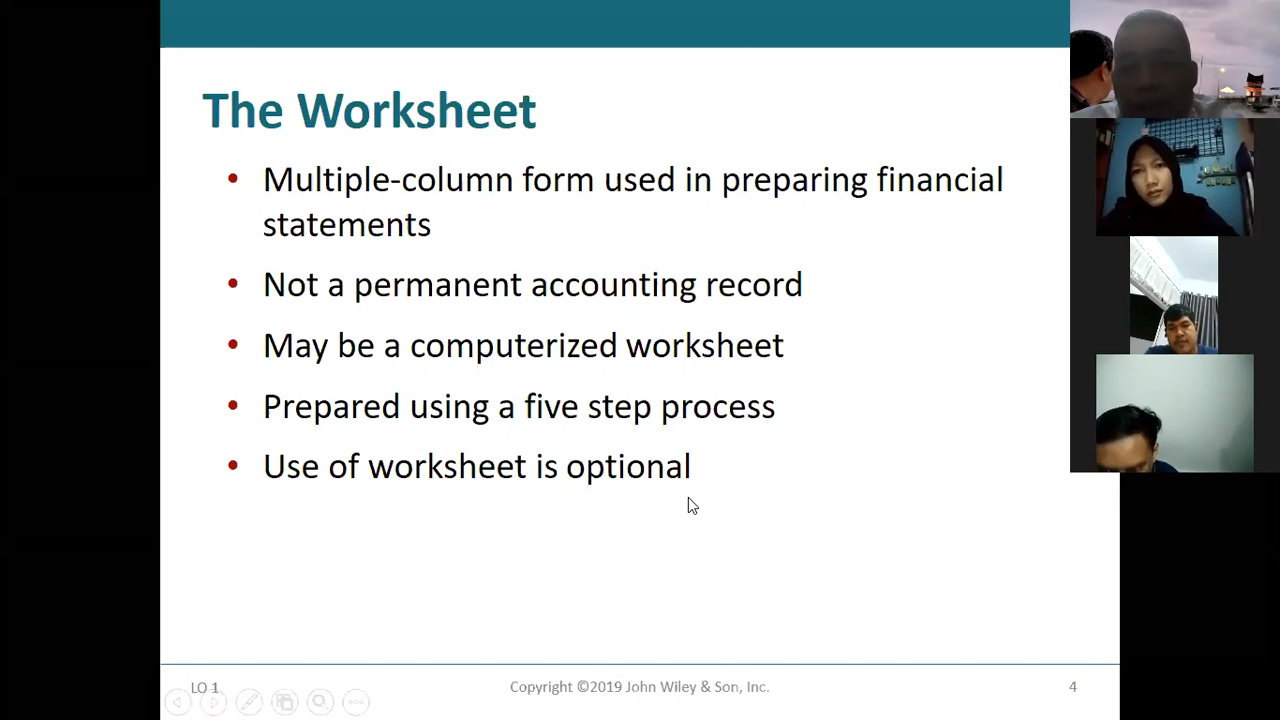 The Worksheet
• Multiple-column form used in preparing financial
statements
• Not a permanent accounting record
• May be a computerized worksheet
• Prepared using a five step process
• Use of worksheet is optional
LO 1
Copyright ©2019 John Wiley & Son, Inc.
4